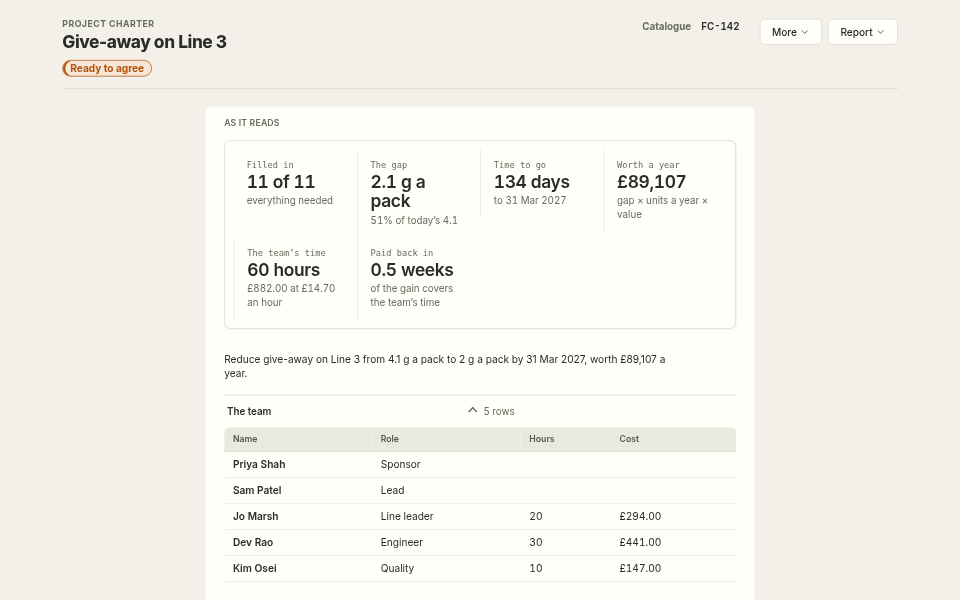 PROJECT CHARTER
Give-away on Line 3
Ready to agree
Catalogue FC-142
More
Report
AS IT READS
Filled in
11 of 11
everything needed
The gap
2.1 g a
pack
51% of today’s 4.1
Time to go
134 days
to 31 Mar 2027
Worth a year
£89,107
gap × units a year ×
value
The team’s time
60 hours
£882.00 at £14.70
an hour
Paid back in
0.5 weeks
of the gain covers
the team’s time
Reduce give-away on Line 3 from 4.1 g a pack to 2 g a pack by 31 Mar 2027, worth £89,107 a
year.
The team 5 rows
Name Role Hours Cost
Priya Shah Sponsor
Sam Patel Lead
Jo Marsh Line leader 20 £294.00
Dev Rao Engineer 30 £441.00
Kim Osei Quality 10 £147.00